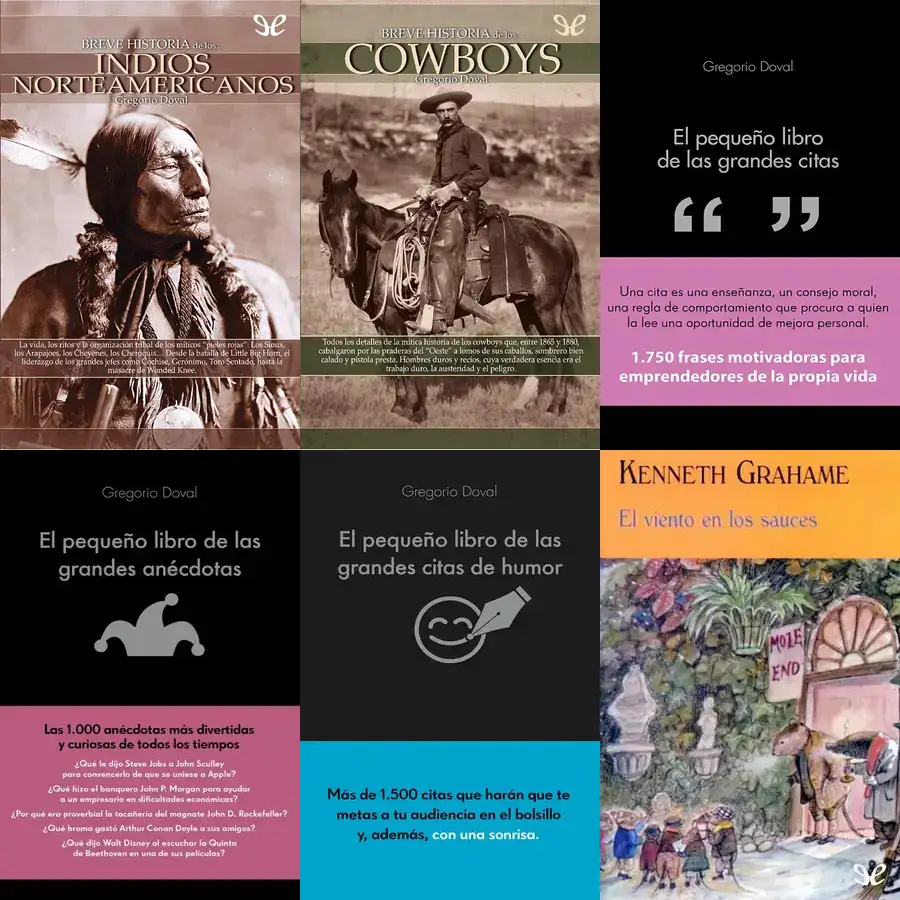 BREVE HISTORIA de los...
INDIOS
NORTEAMERICANOS
Gregorio Doval
La vida, los ritos y la organización tribal de los míticos “pieles rojas”: Los Sioux,
los Arapajoes, los Cheyenes, los Cheroquis... Desde la batalla de Little Big Horn, el
liderazgo de los grandes jefes como Cochise, Gerónimo, Toro Sentado, hasta la
masacre de Wonded Knee.
BREVE HISTORIA de los...
COWBOYS
Gregorio Doval
Todos los detalles de la mítica historia de los cowboys que, entre 1865 y 1880,
cabalgaron por las praderas del “Oeste” a lomos de sus caballos, sombrero bien
calado y pistola presta. Hombres duros y recios, cuya verdadera esencia era el
trabajo duro, la austeridad y el peligro.
Gregorio Doval
El pequeño libro
de las grandes citas
“ ”
Una cita es una enseñanza, un consejo moral,
una regla de comportamiento que procura a quien
la lee una oportunidad de mejora personal.
1.750 frases motivadoras para
emprendedores de la propia vida
Gregorio Doval
El pequeño libro de las
grandes anécdotas
Las 1.000 anécdotas más divertidas
y curiosas de todos los tiempos
¿Qué le dijo Steve Jobs a John Sculley
para convencerlo de que se uniese a Apple?
¿Qué hizo el banquero John P. Morgan para ayudar
a un empresario en dificultades económicas?
¿Por qué era proverbial la tacañería del magnate John D. Rockefeller?
¿Qué broma gastó Arthur Conan Doyle a sus amigos?
¿Qué dijo Walt Disney al escuchar la Quinta
de Beethoven en una de sus películas?
Gregorio Doval
El pequeño libro de las
grandes citas de humor
Más de 1.500 citas que harán que te
metas a tu audiencia en el bolsillo
y, además, con una sonrisa.
KENNETH GRAHAME
El viento en los sauces
MOLE
END